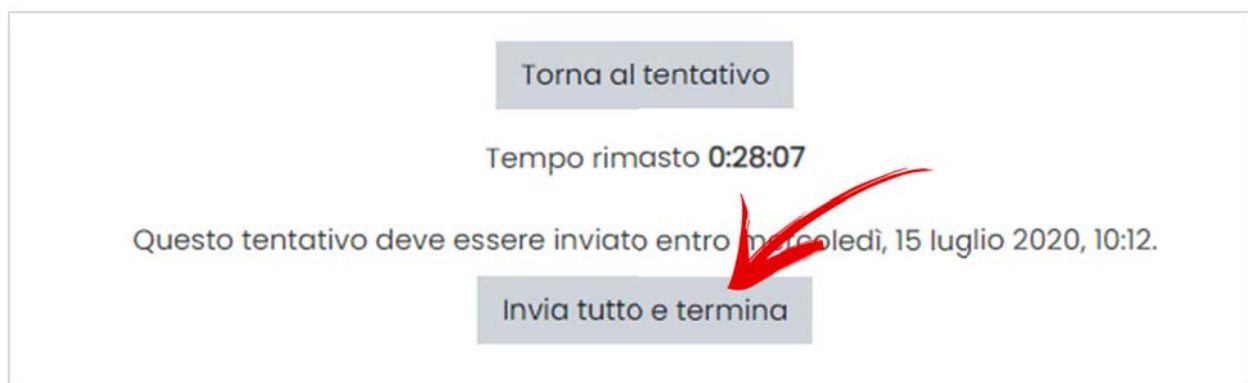 Torna al tentativo
Tempo rimasto 0:28:07
Questo tentativo deve essere inviato entro mercoledì, 15 luglio 2020, 10:12.
Invia tutto e termina